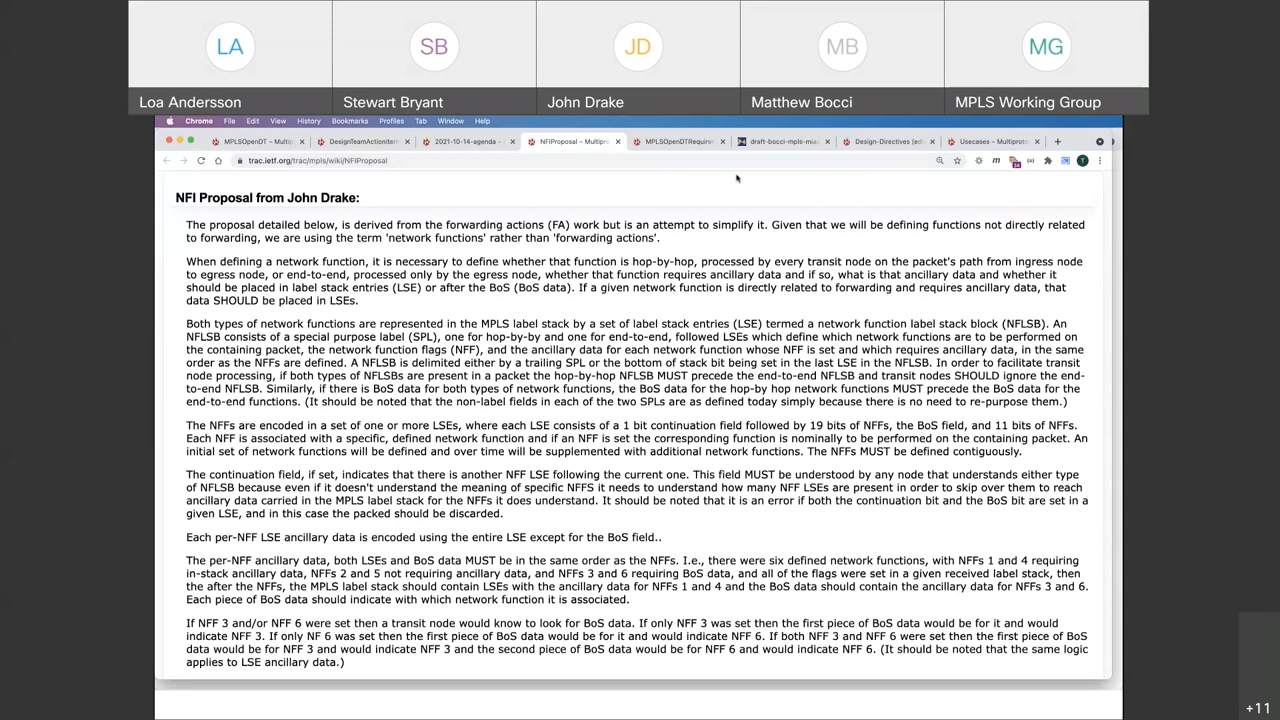 LA SB JD MB MG
Loa Andersson Stewart Bryant John Drake Matthew Bocci MPLS Working Group
Chrome File Edit View History Bookmarks Profiles Tab Window Help
MPLSOpenDT – Multip DesignTeamActionItem 2021-10-14-agenda – NFIProposal – Multipro MPLSOpenDTRequire draft-bocci-mpls-mia Design-Directives (edi Usecases – Multiproto
trac.ietf.org/trac/mpls/wiki/NFIProposal
NFI Proposal from John Drake:
The proposal detailed below, is derived from the forwarding actions (FA) work but is an attempt to simplify it. Given that we will be defining functions not directly related
to forwarding, we are using the term 'network functions' rather than 'forwarding actions'.
When defining a network function, it is necessary to define whether that function is hop-by-hop, processed by every transit node on the packet's path from ingress node
to egress node, or end-to-end, processed only by the egress node, whether that function requires ancillary data and if so, what is that ancillary data and whether it
should be placed in label stack entries (LSE) or after the BoS (BoS data). If a given network function is directly related to forwarding and requires ancillary data, that
data SHOULD be placed in LSEs.
Both types of network functions are represented in the MPLS label stack by a set of label stack entries (LSE) termed a network function label stack block (NFLSB). An
NFLSB consists of a special purpose label (SPL), one for hop-by-by and one for end-to-end, followed LSEs which define which network functions are to be performed on
the containing packet, the network function flags (NFF), and the ancillary data for each network function whose NFF is set and which requires ancillary data, in the same
order as the NFFs are defined. A NFLSB is delimited either by a trailing SPL or the bottom of stack bit being set in the last LSE in the NFLSB. In order to facilitate transit
node processing, if both types of NFLSBs are present in a packet the hop-by-hop NFLSB MUST precede the end-to-end NFLSB and transit nodes SHOULD ignore the end-
to-end NFLSB. Similarly, if there is BoS data for both types of network functions, the BoS data for the hop-by hop network functions MUST precede the BoS data for the
end-to-end functions. (It should be noted that the non-label fields in each of the two SPLs are as defined today simply because there is no need to re-purpose them.)
The NFFs are encoded in a set of one or more LSEs, where each LSE consists of a 1 bit continuation field followed by 19 bits of NFFs, the BoS field, and 11 bits of NFFs.
Each NFF is associated with a specific, defined network function and if an NFF is set the corresponding function is nominally to be performed on the containing packet. An
initial set of network functions will be defined and over time will be supplemented with additional network functions. The NFFs MUST be defined contiguously.
The continuation field, if set, indicates that there is another NFF LSE following the current one. This field MUST be understood by any node that understands either type
of NFLSB because even if it doesn't understand the meaning of specific NFFS it needs to understand how many NFF LSEs are present in order to skip over them to reach
ancillary data carried in the MPLS label stack for the NFFs it does understand. It should be noted that it is an error if both the continuation bit and the BoS bit are set in a
given LSE, and in this case the packed should be discarded.
Each per-NFF LSE ancillary data is encoded using the entire LSE except for the BoS field..
The per-NFF ancillary data, both LSEs and BoS data MUST be in the same order as the NFFs. I.e., there were six defined network functions, with NFFs 1 and 4 requiring
in-stack ancillary data, NFFs 2 and 5 not requiring ancillary data, and NFFs 3 and 6 requiring BoS data, and all of the flags were set in a given received label stack, then
the after the NFFs, the MPLS label stack should contain LSEs with the ancillary data for NFFs 1 and 4 and the BoS data should contain the ancillary data for NFFs 3 and 6.
Each piece of BoS data should indicate with which network function it is associated.
If NFF 3 and/or NFF 6 were set then a transit node would know to look for BoS data. If only NFF 3 was set then the first piece of BoS data would be for it and would
indicate NFF 3. If only NF 6 was set then the first piece of BoS data would be for it and would indicate NFF 6. If both NFF 3 and NFF 6 were set then the first piece of BoS
data would be for NFF 3 and would indicate NFF 3 and the second piece of BoS data would be for NFF 6 and would indicate NFF 6. (It should be noted that the same logic
applies to LSE ancillary data.)
+11